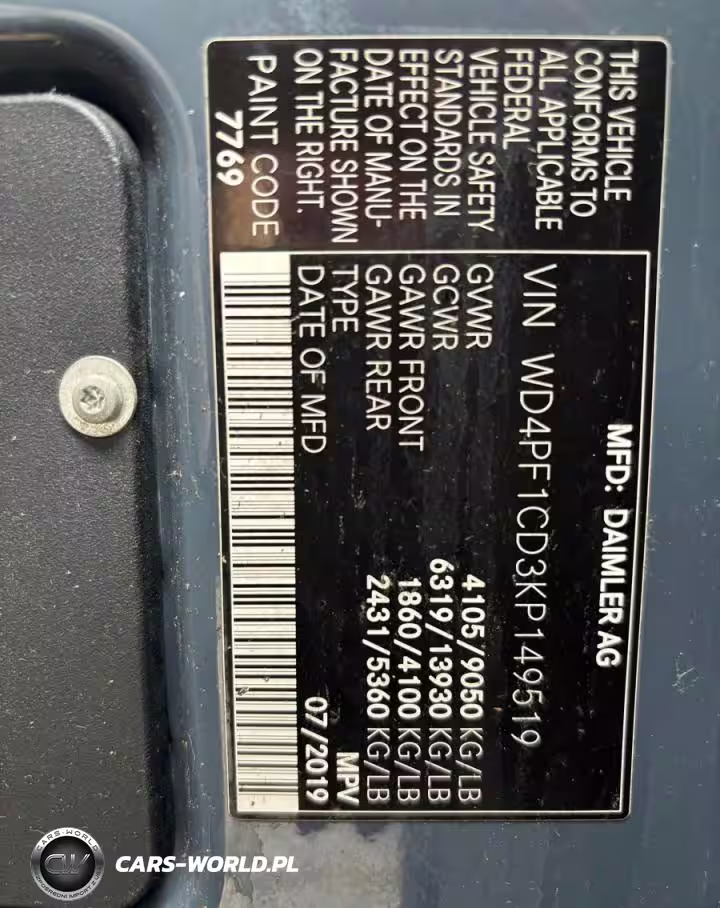 MFD: DAIMLER AG
THIS VEHICLE
CONFORMS TO
ALL APPLICABLE
FEDERAL
VEHICLE SAFETY
STANDARDS IN
EFFECT ON THE
DATE OF MANU-
FACTURE SHOWN
ON THE RIGHT.
PAINT CODE
7769
VIN WD4PF1CD3KP149519
GVWR 4105/9050 KG/LB
GCWR 6319/13930 KG/LB
GAWR FRONT 1860/4100 KG/LB
GAWR REAR 2431/5360 KG/LB
TYPE MPV
DATE OF MFD 07/2019
CARS-WORLD.PL